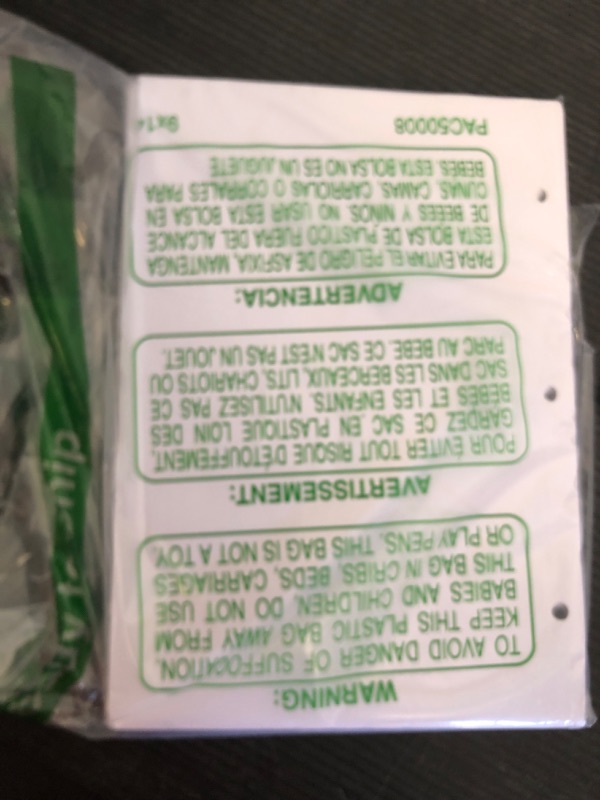 WARNING:
TO AVOID DANGER OF SUFFOCATION,
KEEP THIS PLASTIC BAG AWAY FROM
BABIES AND CHILDREN, DO NOT USE
THIS BAG IN CRIBS, BEDS, CARRIAGES
OR PLAY PENS, THIS BAG IS NOT A TOY.
AVERTISSEMENT:
POUR ÉVITER TOUT RISQUE D'ÉTOUFFEMENT,
GARDEZ CE SAC EN PLASTIQUE LOIN DES
BEBÉS ET LES ENFANTS. N'UTILISEZ PAS CE
SAC DANS LES BERCEAUX, LITS, CHARIOTS OU
PARC AU BEBÉ. CE SAC N'EST PAS UN JOUET.
ADVERTENCIA:
PARA EVITAR EL PELIGRO DE ASFIXIA, MANTENGA
ESTA BOLSA DE PLASTICO FUERA DEL ALCANCE
DE BEBES Y NINOS. NO USAR ESTA BOLSA EN
CUNAS, CAMAS, CARRIOLAS O CORRALES PARA
BEBES. ESTA BOLSA NO ES UN JUGUETE
PAC50008 9x14